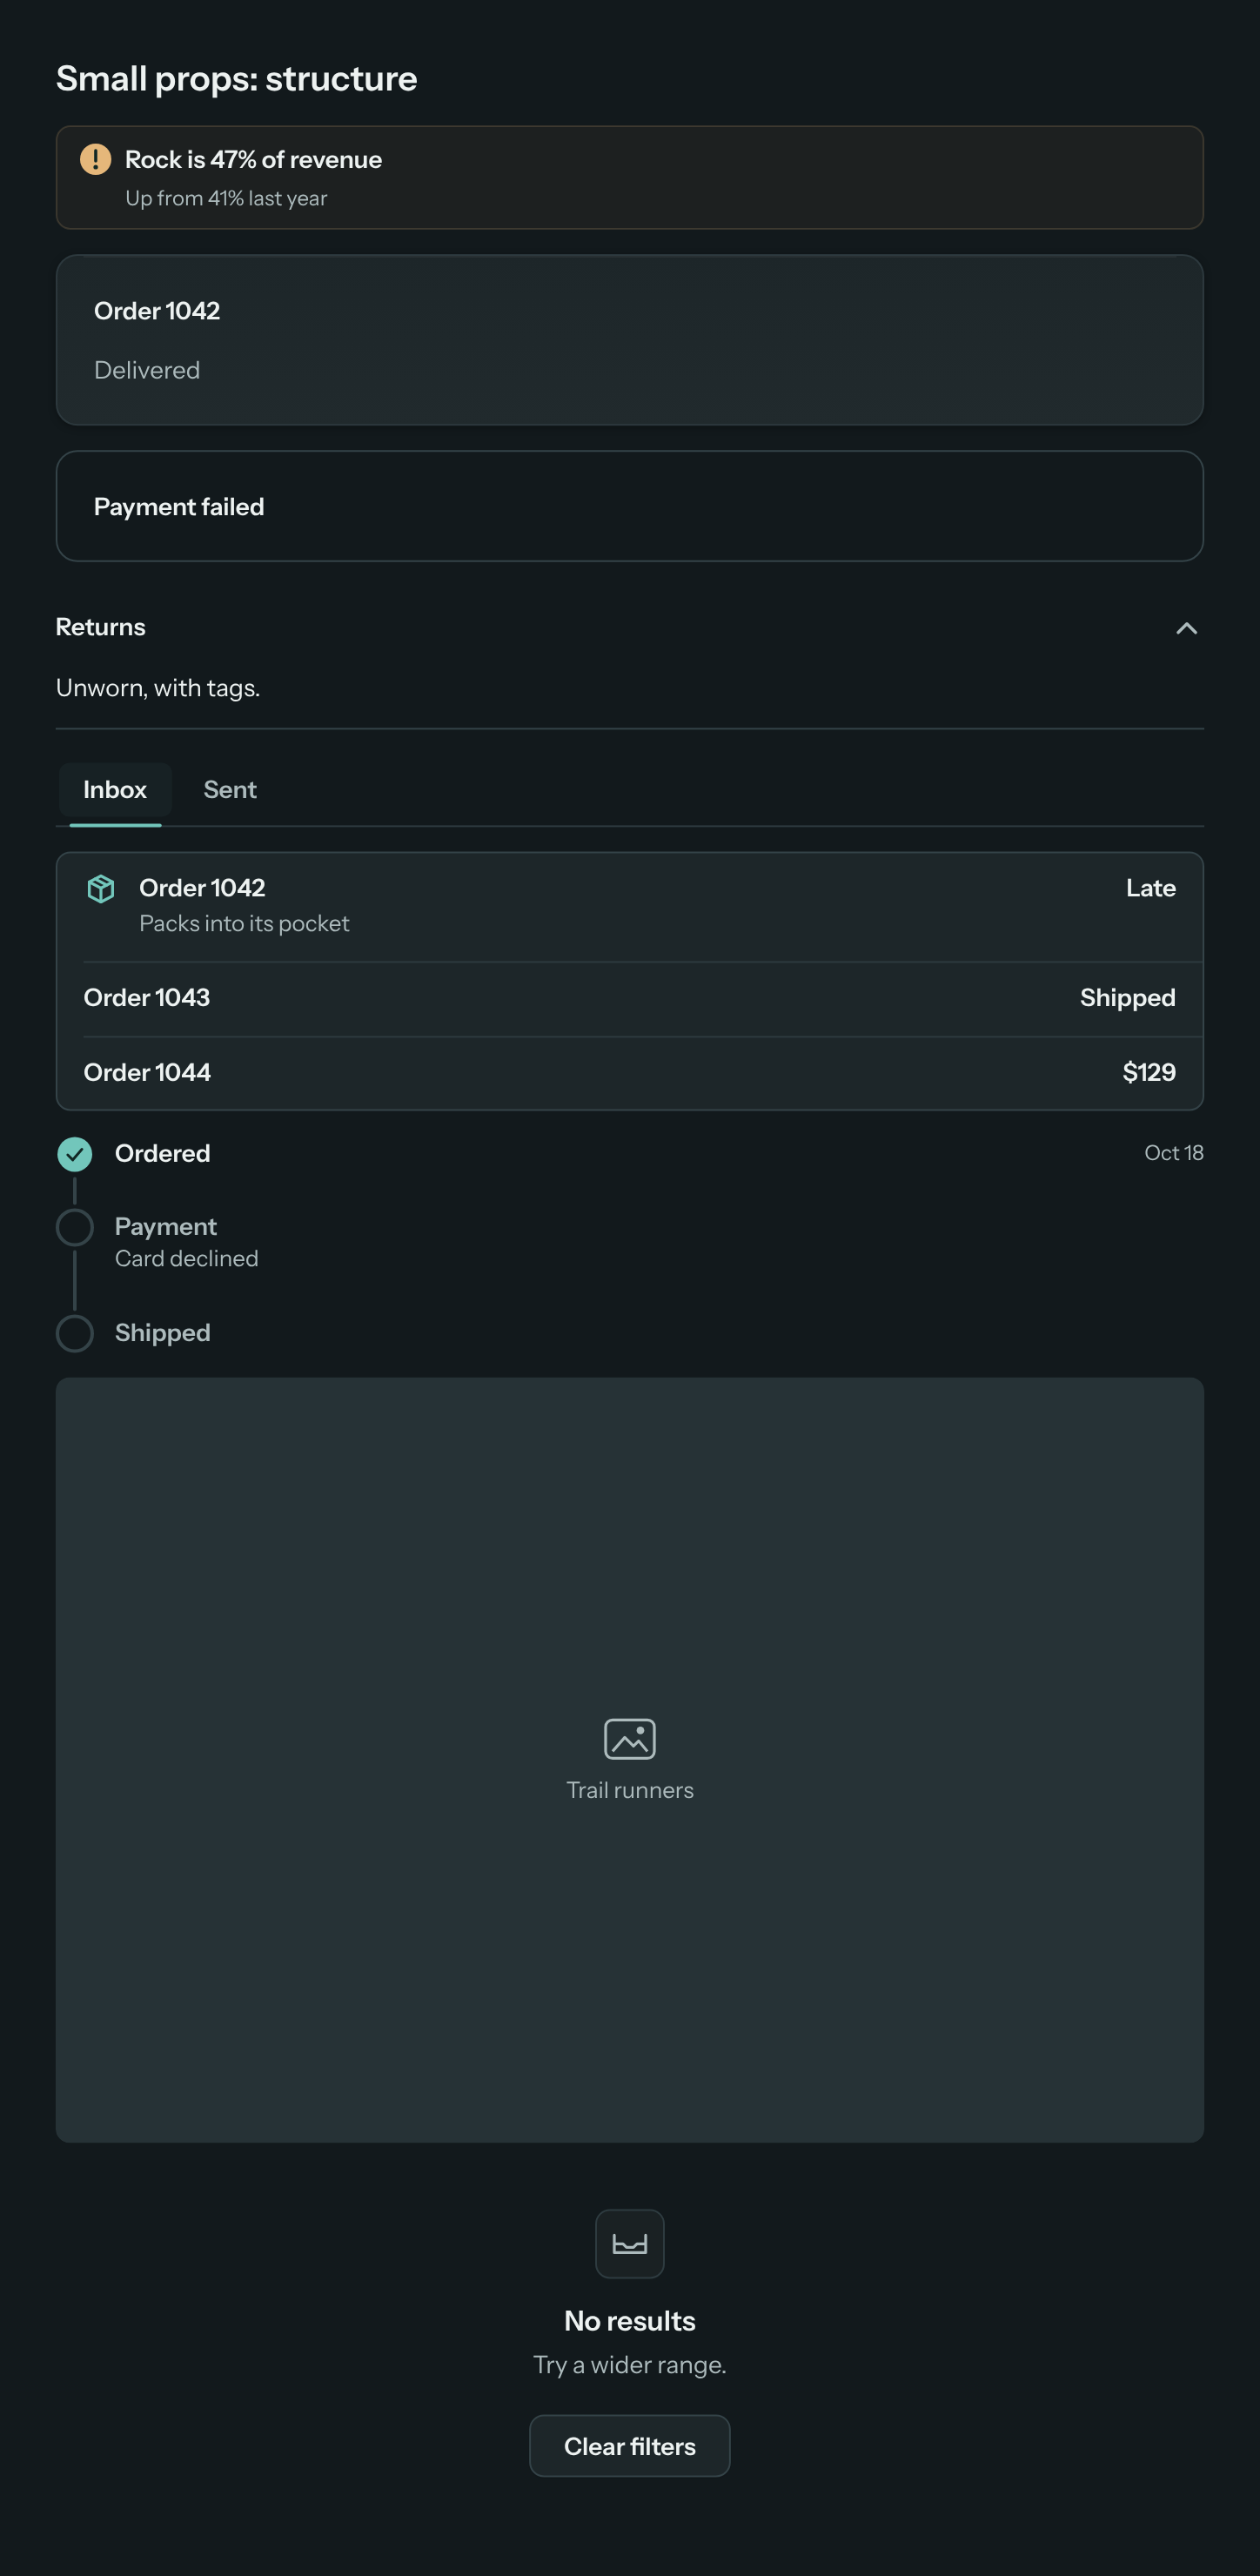 Small props: structure
Rock is 47% of revenue
Up from 41% last year
Order 1042
Delivered
Payment failed
Returns
Unworn, with tags.
Inbox Sent
Order 1042 Late
Packs into its pocket
Order 1043 Shipped
Order 1044 $129
Ordered Oct 18
Payment
Card declined
Shipped
Trail runners
No results
Try a wider range.
Clear filters